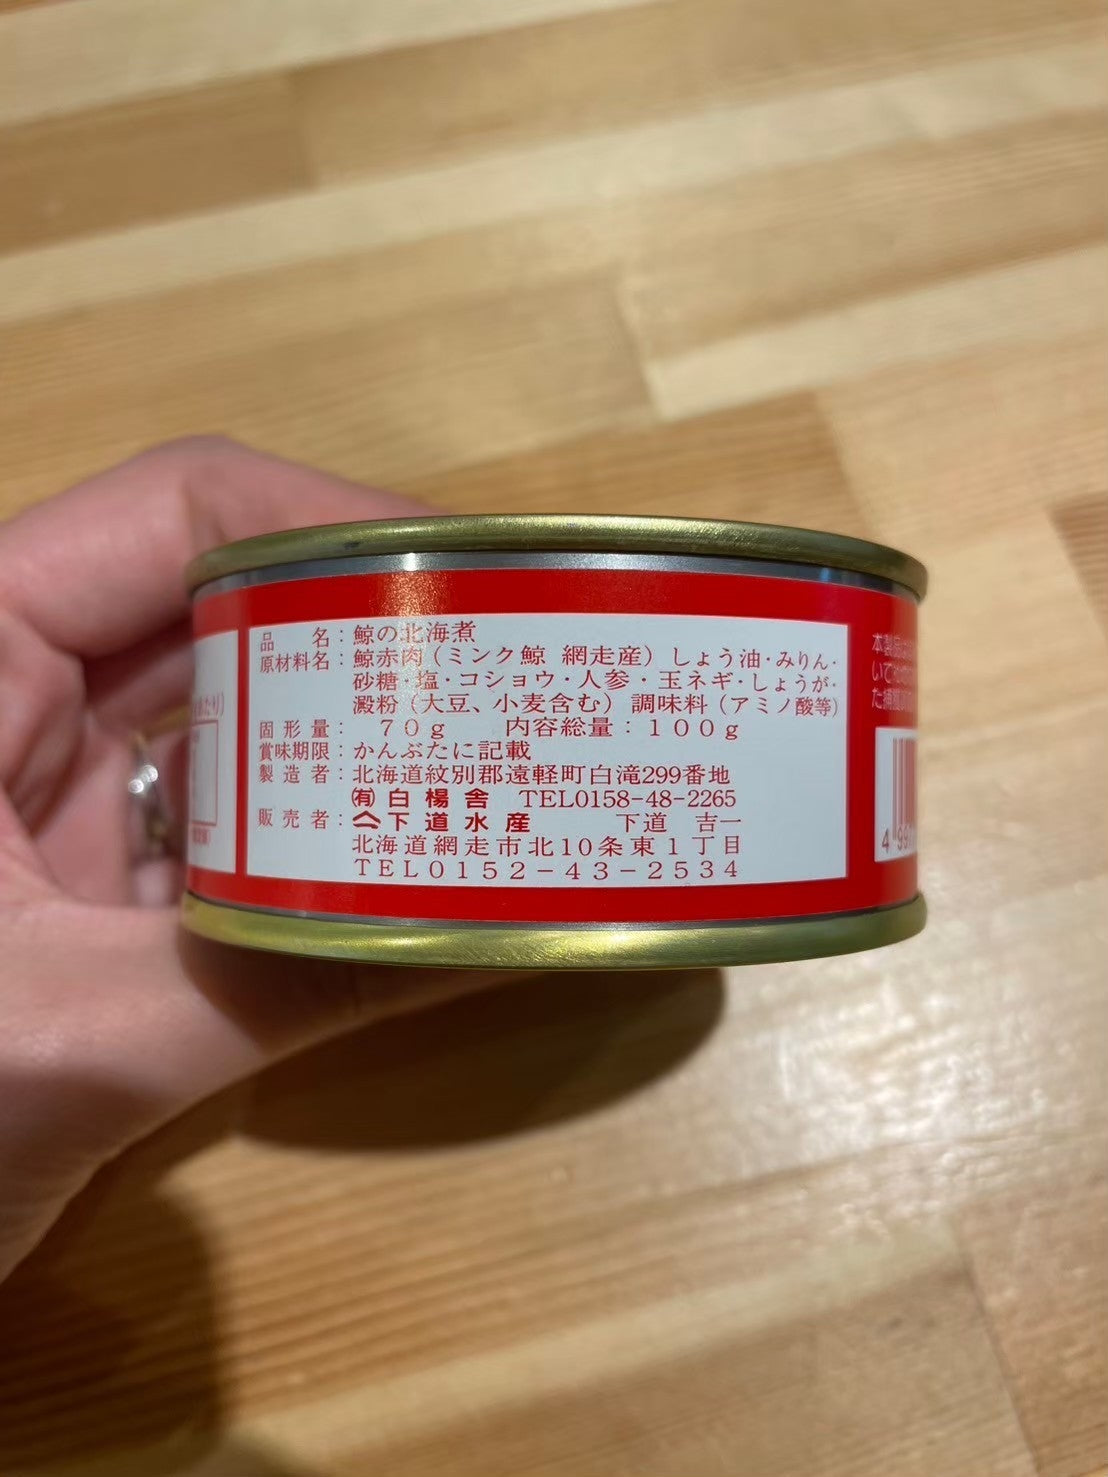 品名：鯨の北海煮
原材料名：鯨赤肉（ミンク鯨 網走産）しょう油・みりん・
砂糖・塩・コショウ・人参・玉ネギ・しょうが・
澱粉（大豆、小麦含む）調味料（アミノ酸等）
固形量：70g 内容総量：100g
賞味期限：かんぶたに記載
製造者：北海道紋別郡遠軽町白滝299番地
㈲白楊舎 TEL0158-48-2265
販売者：下道水産 下道 吉一
北海道網走市北10条東1丁目
TEL0152-43-2534
本製
いて
た捕